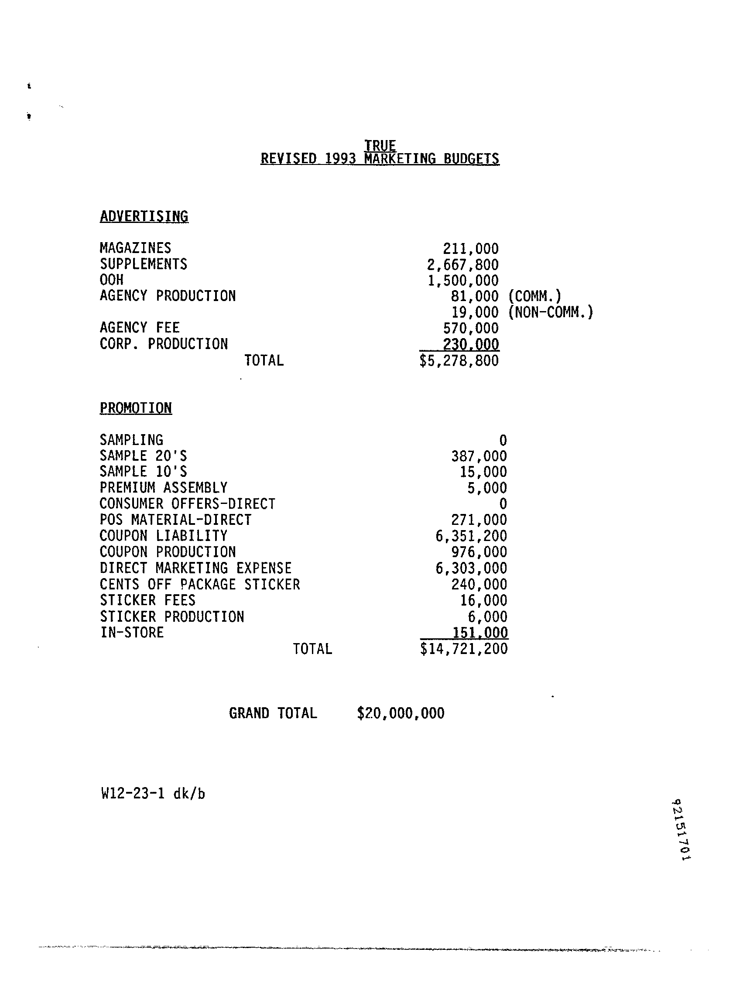 TRUE
REVISED 1993 MARKETING BUDGETS
ADVERTISING
MAGAZINES 211,000
SUPPLEMENTS 2,667,800
OOH 1,500,000
AGENCY PRODUCTION 81,000 (COMM.)
19,000 (NON-COMM.)
AGENCY FEE 570,000
CORP. PRODUCTION 230,000
TOTAL $5,278,800
PROMOTION
SAMPLING 0
SAMPLE 20'S 387,000
SAMPLE 10'S 15,000
PREMIUM ASSEMBLY 5,000
CONSUMER OFFERS-DIRECT 0
POS MATERIAL-DIRECT 271,000
COUPON LIABILITY 6,351,200
COUPON PRODUCTION 976,000
DIRECT MARKETING EXPENSE 6,303,000
CENTS OFF PACKAGE STICKER 240,000
STICKER FEES 16,000
STICKER PRODUCTION 6,000
IN-STORE 151,000
TOTAL $14,721,200
GRAND TOTAL $20,000,000
W12-23-1 dk/b
92151701